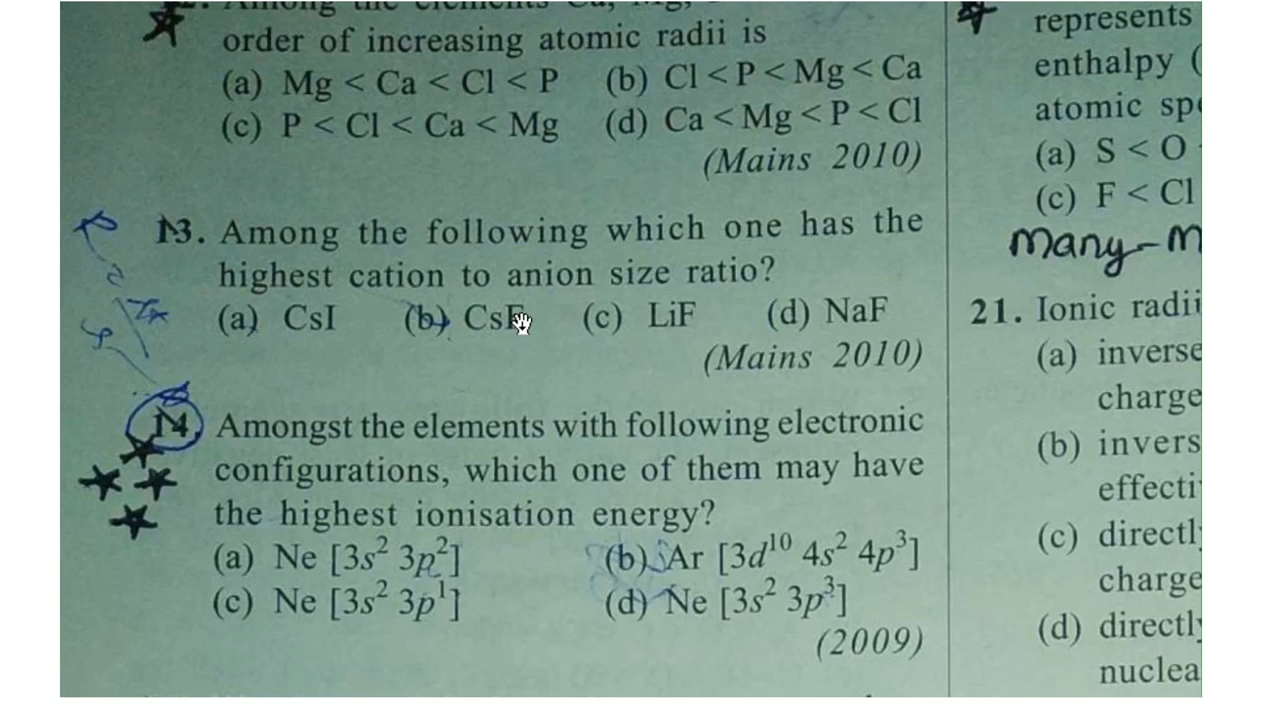 order of increasing atomic radii is
(a) Mg < Ca < Cl < P (b) Cl < P < Mg < Ca
(c) P < Cl < Ca < Mg (d) Ca < Mg < P < Cl
(Mains 2010)
13. Among the following which one has the
highest cation to anion size ratio?
(a) CsI (b) CsF (c) LiF (d) NaF
(Mains 2010)
14. Amongst the elements with following electronic
configurations, which one of them may have
the highest ionisation energy?
(a) Ne [3s² 3p²] (b) Ar [3d¹⁰ 4s² 4p³]
(c) Ne [3s² 3p¹] (d) Ne [3s² 3p³]
(2009)
represents
enthalpy (
atomic
(a) S < O
(c) F < Cl
many-m
21. Ionic radii
(a) inverse
charge
(b) invers
effecti
(c) directly
charge
(d) directly
nuclea